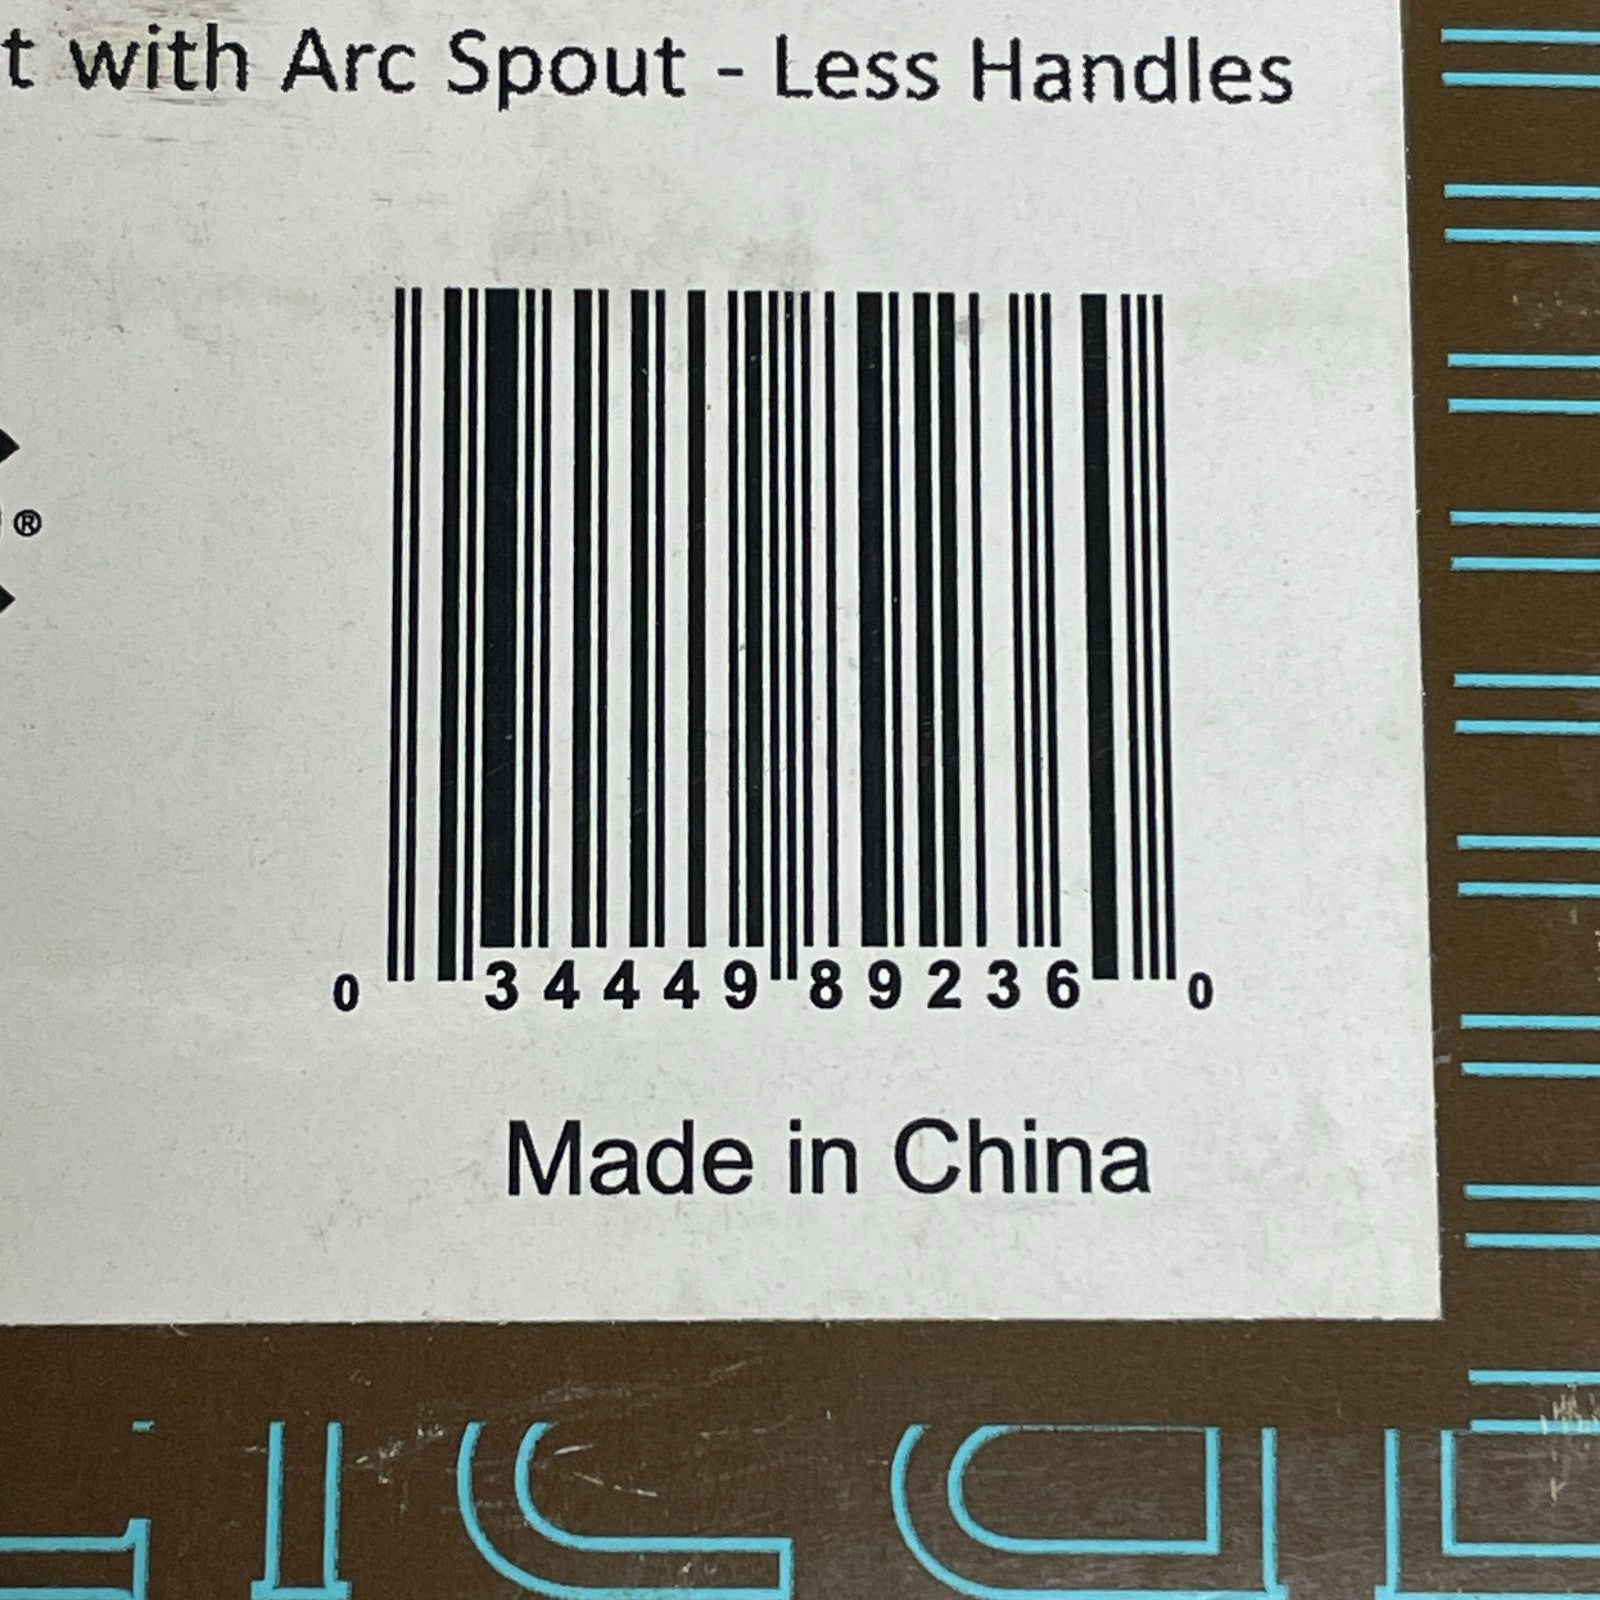 t with Arc Spout - Less Handles
®
0 34449 89236 0
Made in China